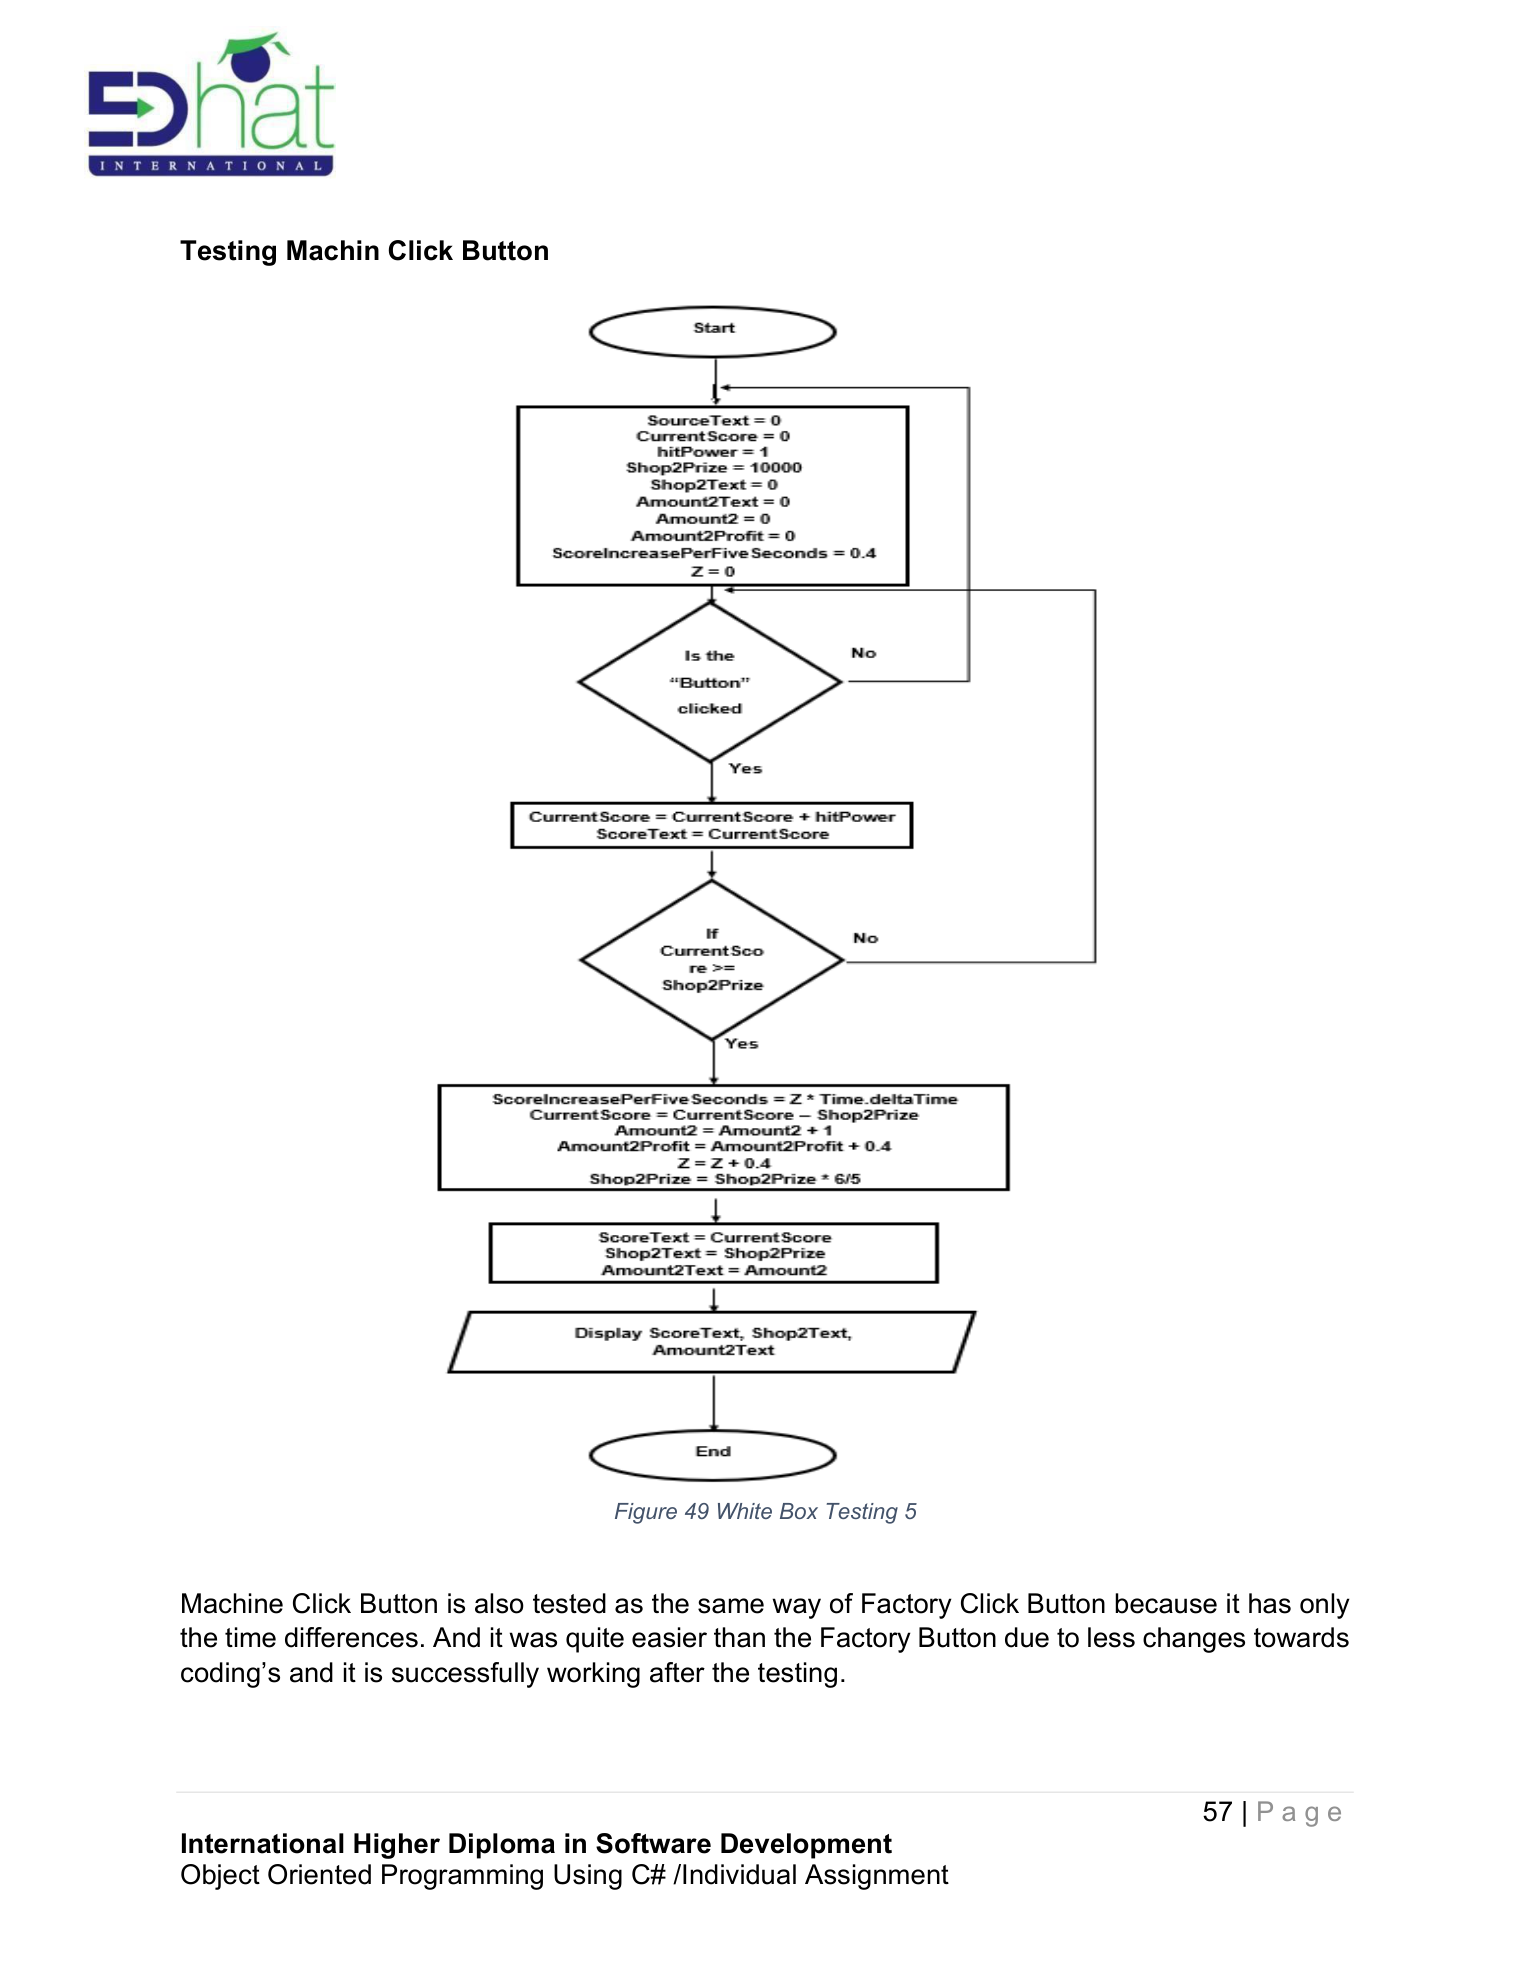 EDhat
INTERNATIONAL
Testing Machin Click Button
Start
SourceText = 0
CurrentScore = 0
hitPower = 1
Shop2Prize = 10000
Shop2Text = 0
Amount2Text = 0
Amount2 = 0
Amount2Profit = 0
ScoreIncreasePerFiveSeconds = 0.4
Z = 0
Is the
“Button”
clicked
No
Yes
CurrentScore = CurrentScore + hitPower
ScoreText = CurrentScore
If
CurrentSco
re >=
Shop2Prize
No
Yes
ScoreIncreasePerFiveSeconds = Z * Time.deltaTime
CurrentScore = CurrentScore – Shop2Prize
Amount2 = Amount2 + 1
Amount2Profit = Amount2Profit + 0.4
Z = Z + 0.4
Shop2Prize = Shop2Prize * 6/5
ScoreText = CurrentScore
Shop2Text = Shop2Prize
Amount2Text = Amount2
Display ScoreText, Shop2Text,
Amount2Text
End
Figure 49 White Box Testing 5
Machine Click Button is also tested as the same way of Factory Click Button because it has only
the time differences. And it was quite easier than the Factory Button due to less changes towards
coding’s and it is successfully working after the testing.
57 | Page
International Higher Diploma in Software Development
Object Oriented Programming Using C# /Individual Assignment